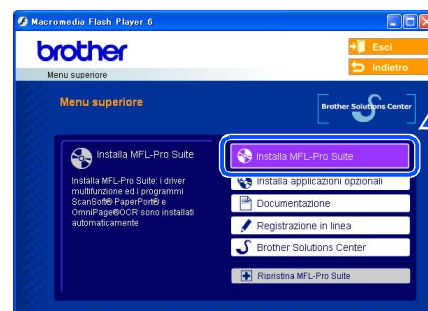 Macromedia Flash Player 6
brother
Esci
Indietro
Menu superiore
Menu superiore
Brother Solutions Center
Installa MFL-Pro Suite
Installa MFL-Pro Suite: i driver
multifunzione ed i programmi
ScanSoft® PaperPort® e
OmniPage®OCR sono installati
automaticamente
Installa MFL-Pro Suite
Installa applicazioni opzionali
Documentazione
Registrazione in linea
Brother Solutions Center
Ripristina MFL-Pro Suite